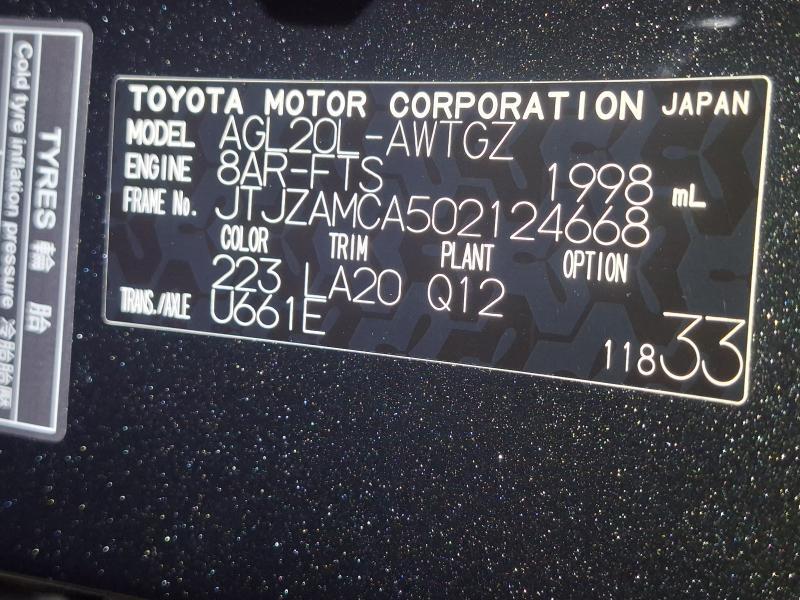 TOYOTA MOTOR CORPORATION JAPAN
MODEL AGL20L-AWTGZ
ENGINE 8AR-FTS 1998 mL
FRAME No. JTJZAMCA502124668
COLOR TRIM PLANT OPTION
223 LA20 Q12
TRANS./AXLE U661E
11833
TYRES 輪胎
Cold tyre inflation pressure